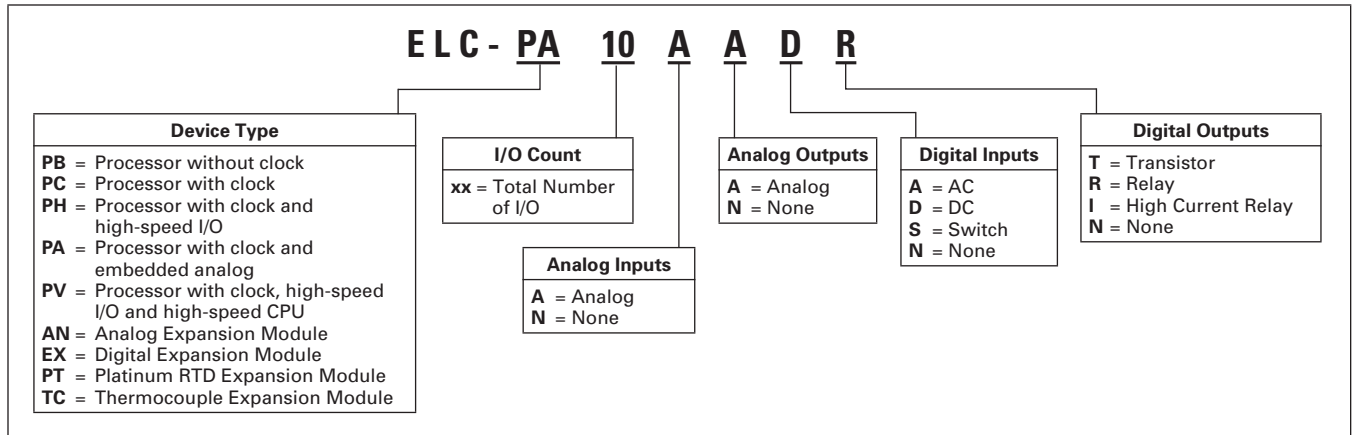 ELC- PA 10 A A D R
Device Type
PB = Processor without clock
PC = Processor with clock
PH = Processor with clock and
high-speed I/O
PA = Processor with clock and
embedded analog
PV = Processor with clock, high-speed
I/O and high-speed CPU
AN = Analog Expansion Module
EX = Digital Expansion Module
PT = Platinum RTD Expansion Module
TC = Thermocouple Expansion Module
I/O Count
xx = Total Number
of I/O
Analog Inputs
A = Analog
N = None
Analog Outputs
A = Analog
N = None
Digital Inputs
A = AC
D = DC
S = Switch
N = None
Digital Outputs
T = Transistor
R = Relay
I = High Current Relay
N = None